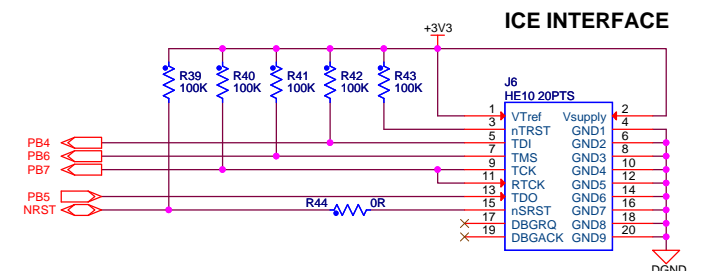 ICE INTERFACE
+3V3
R39 100K
R40 100K
R41 100K
R42 100K
R43 100K
J6
HE10 20PTS
1 VTref Vsupply 2
3 nTRST GND1 4
PB4 5 TDI GND2 6
PB6 7 TMS GND3 8
PB7 9 TCK GND4 10
11 RTCK GND5 12
PB5 13 TDO GND6 14
NRST R44 0R 15 nSRST GND7 16
17 DBGRQ GND8 18
19 DBGACK GND9 20
DGND